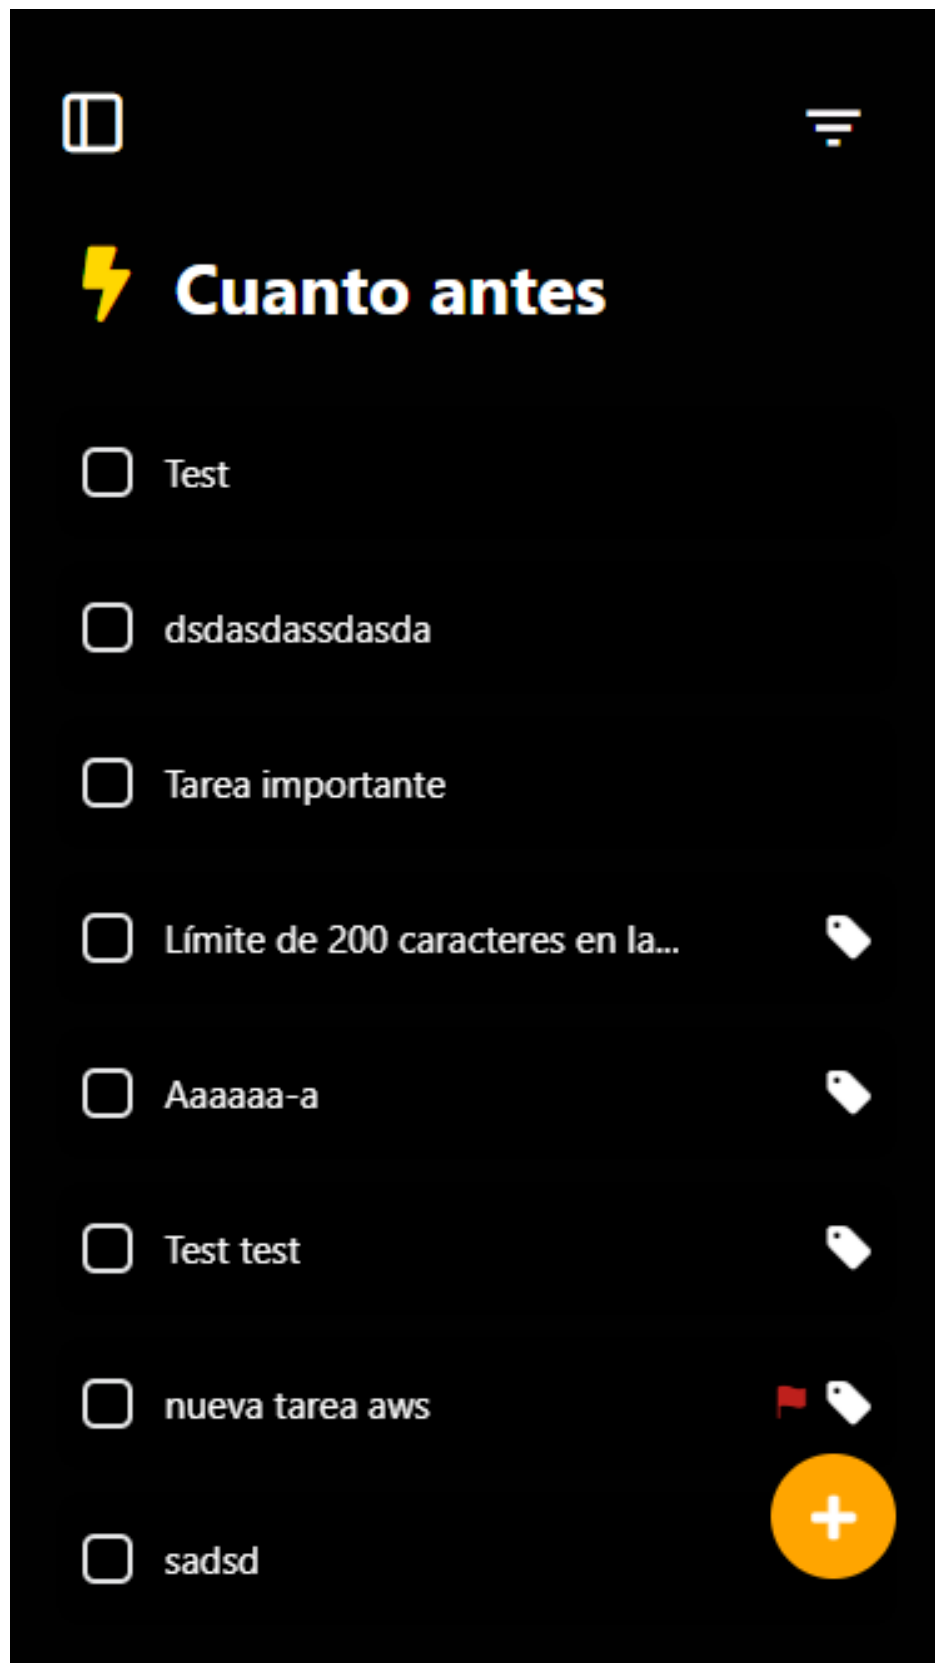 Cuanto antes
Test
dsdasdassdasda
Tarea importante
Límite de 200 caracteres en la...
Aaaaaa-a
Test test
nueva tarea aws
sadsd